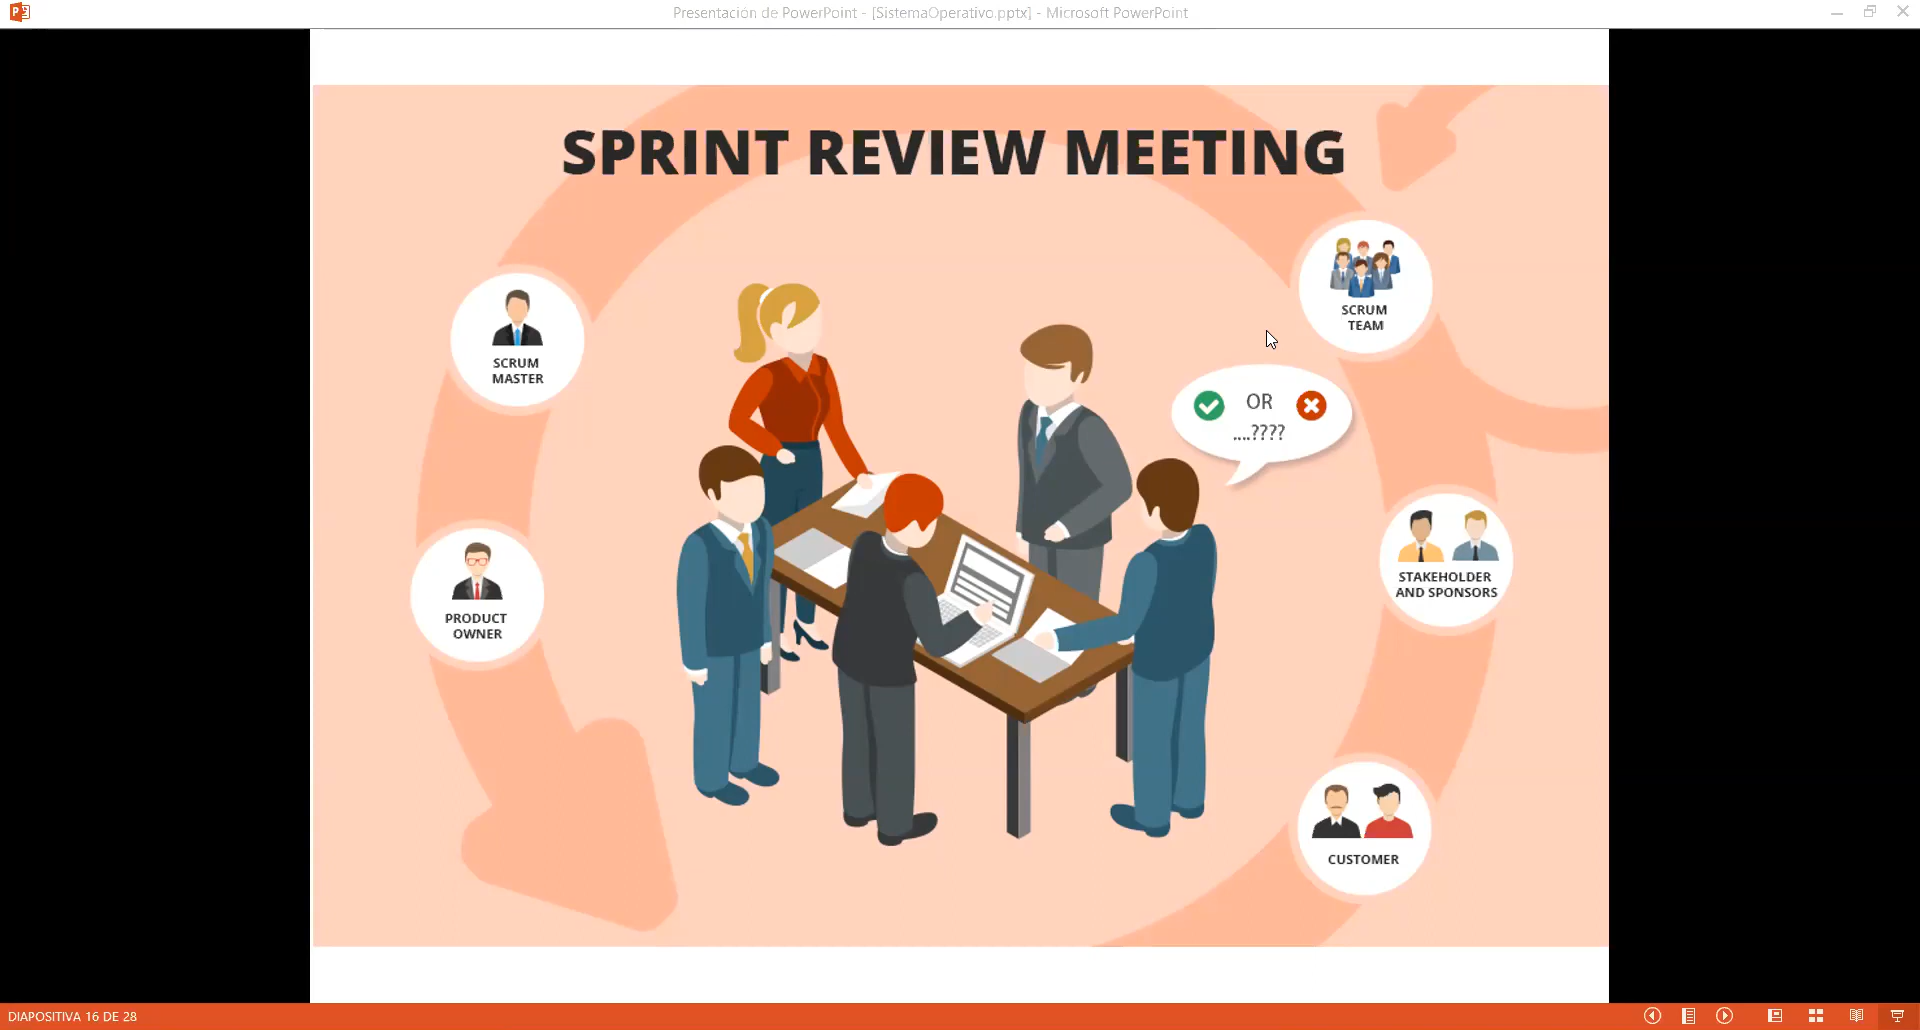 Presentación de PowerPoint - [SistemaOperativo.pptx] - Microsoft PowerPoint
SPRINT REVIEW MEETING
SCRUM
TEAM
SCRUM
MASTER
OR
....????
STAKEHOLDER
AND SPONSORS
PRODUCT
OWNER
CUSTOMER
DIAPOSITIVA 16 DE 28